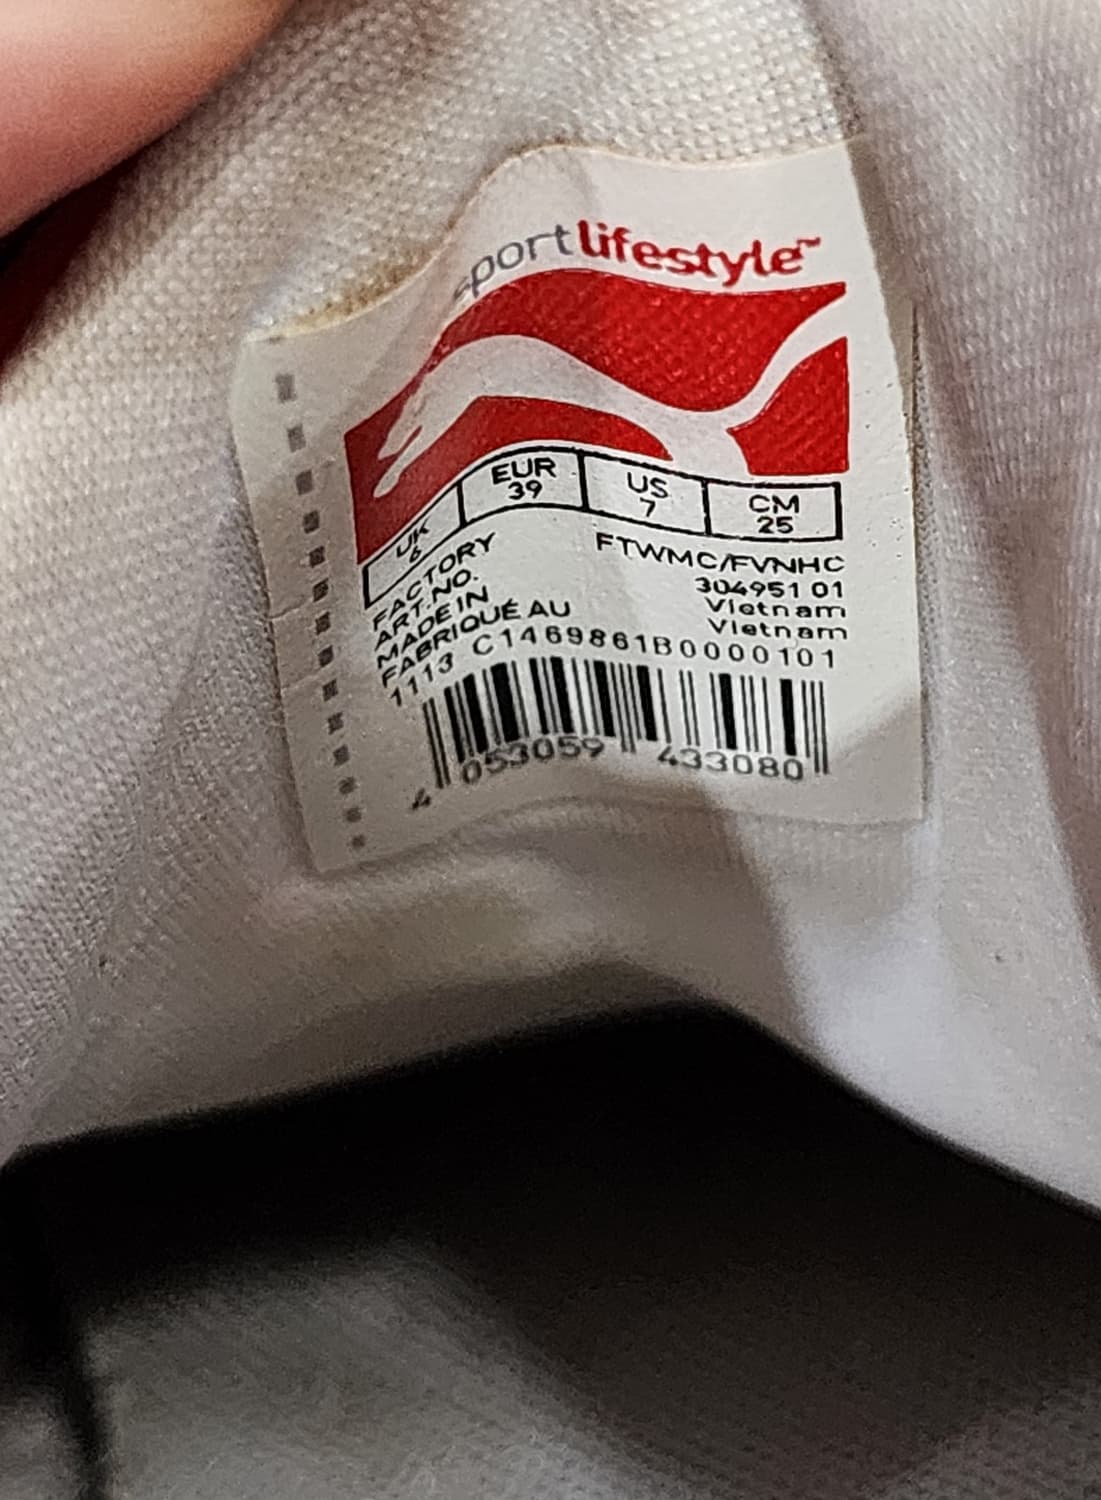 sportlifestyle™
UK EUR US CM
6 39 7 25
FACTORY FTWMC/FVNHC
ART.NO. 304951 01
MADE IN Vietnam
FABRIQUÉ AU Vietnam
1113 C1469861B0000101
4 053059 433080